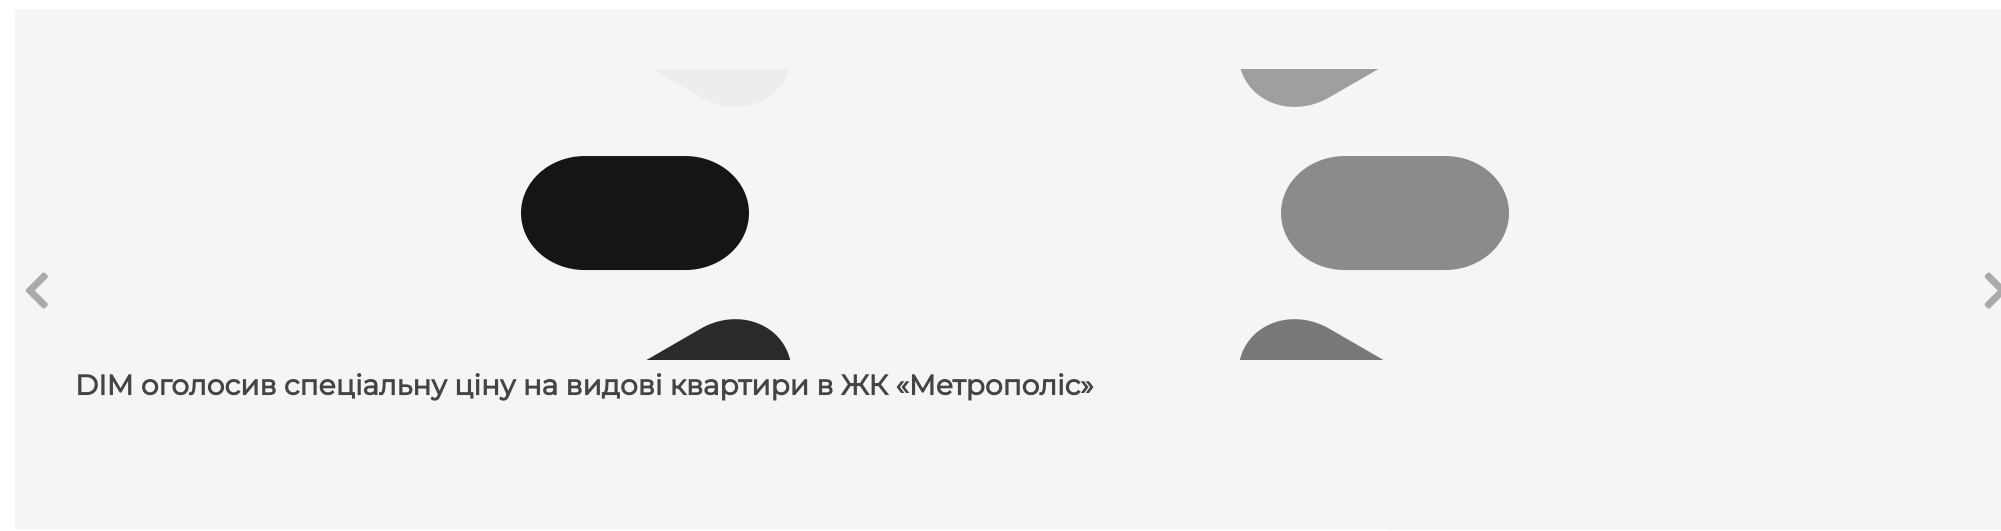 DIM оголосив спеціальну ціну на видові квартири в ЖК «Метрополіс»